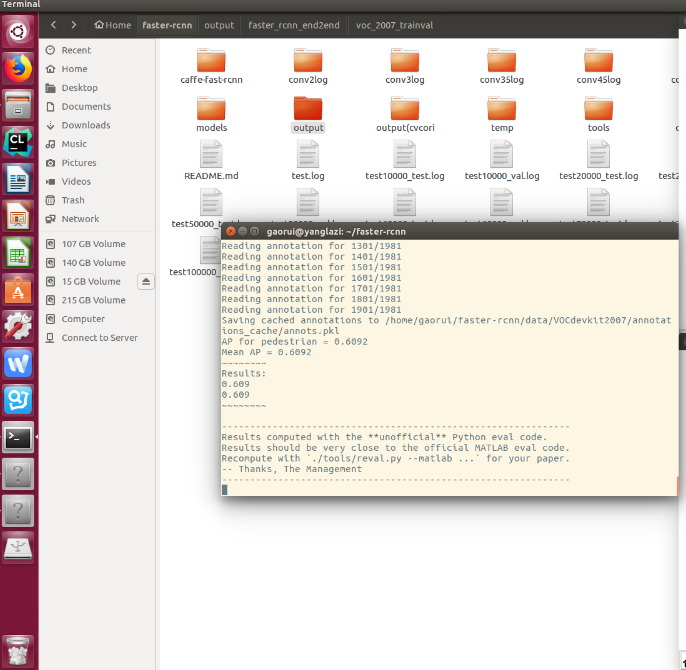 Terminal
Home faster-rcnn output faster_rcnn_end2end voc_2007_trainval
Recent
Home
Desktop
Documents
Downloads
Music
Pictures
Videos
Trash
Network
107 GB Volume
140 GB Volume
15 GB Volume
215 GB Volume
Computer
Connect to Server
caffe-fast-rcnn conv2log conv3log conv35log conv45log
models output output(cvcori temp tools
README.md test.log test10000_test.log test10000_val.log test20000_test.log
gaorui@yanglazi: ~/faster-rcnn
Reading annotation for 1301/1981
Reading annotation for 1401/1981
Reading annotation for 1501/1981
Reading annotation for 1601/1981
Reading annotation for 1701/1981
Reading annotation for 1801/1981
Reading annotation for 1901/1981
Saving cached annotations to /home/gaorui/faster-rcnn/data/VOCdevkit2007/annotat
ions_cache/annots.pkl
AP for pedestrian = 0.6092
Mean AP = 0.6092
~~~~~~~~
Results:
0.609
0.609
~~~~~~~~
--------------------------------------------------------------
Results computed with the **unofficial** Python eval code.
Results should be very close to the official MATLAB eval code.
Recompute with `./tools/reval.py --matlab ...` for your paper.
-- Thanks, The Management
--------------------------------------------------------------